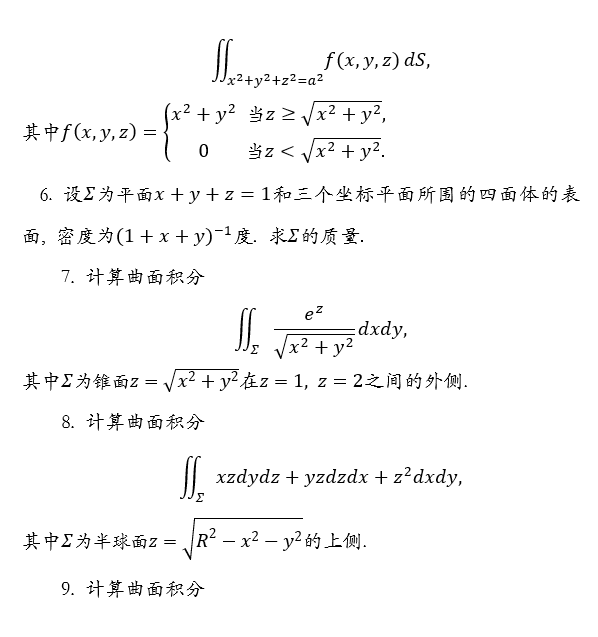 ∬_{x²+y²+z²=a²} f(x, y, z) dS,
其中f(x, y, z) = { x² + y² 当z ≥ √(x² + y²),
0 当z < √(x² + y²).
6. 设Σ为平面x + y + z = 1和三个坐标平面所围的四面体的表
面, 密度为(1 + x + y)⁻¹度. 求Σ的质量.
7. 计算曲面积分
∬_Σ e^z / √(x² + y²) dxdy,
其中Σ为锥面z = √(x² + y²)在z = 1, z = 2之间的外侧.
8. 计算曲面积分
∬_Σ xzdydz + yzdzdx + z²dxdy,
其中Σ为半球面z = √(R² − x² − y²)的上侧.
9. 计算曲面积分